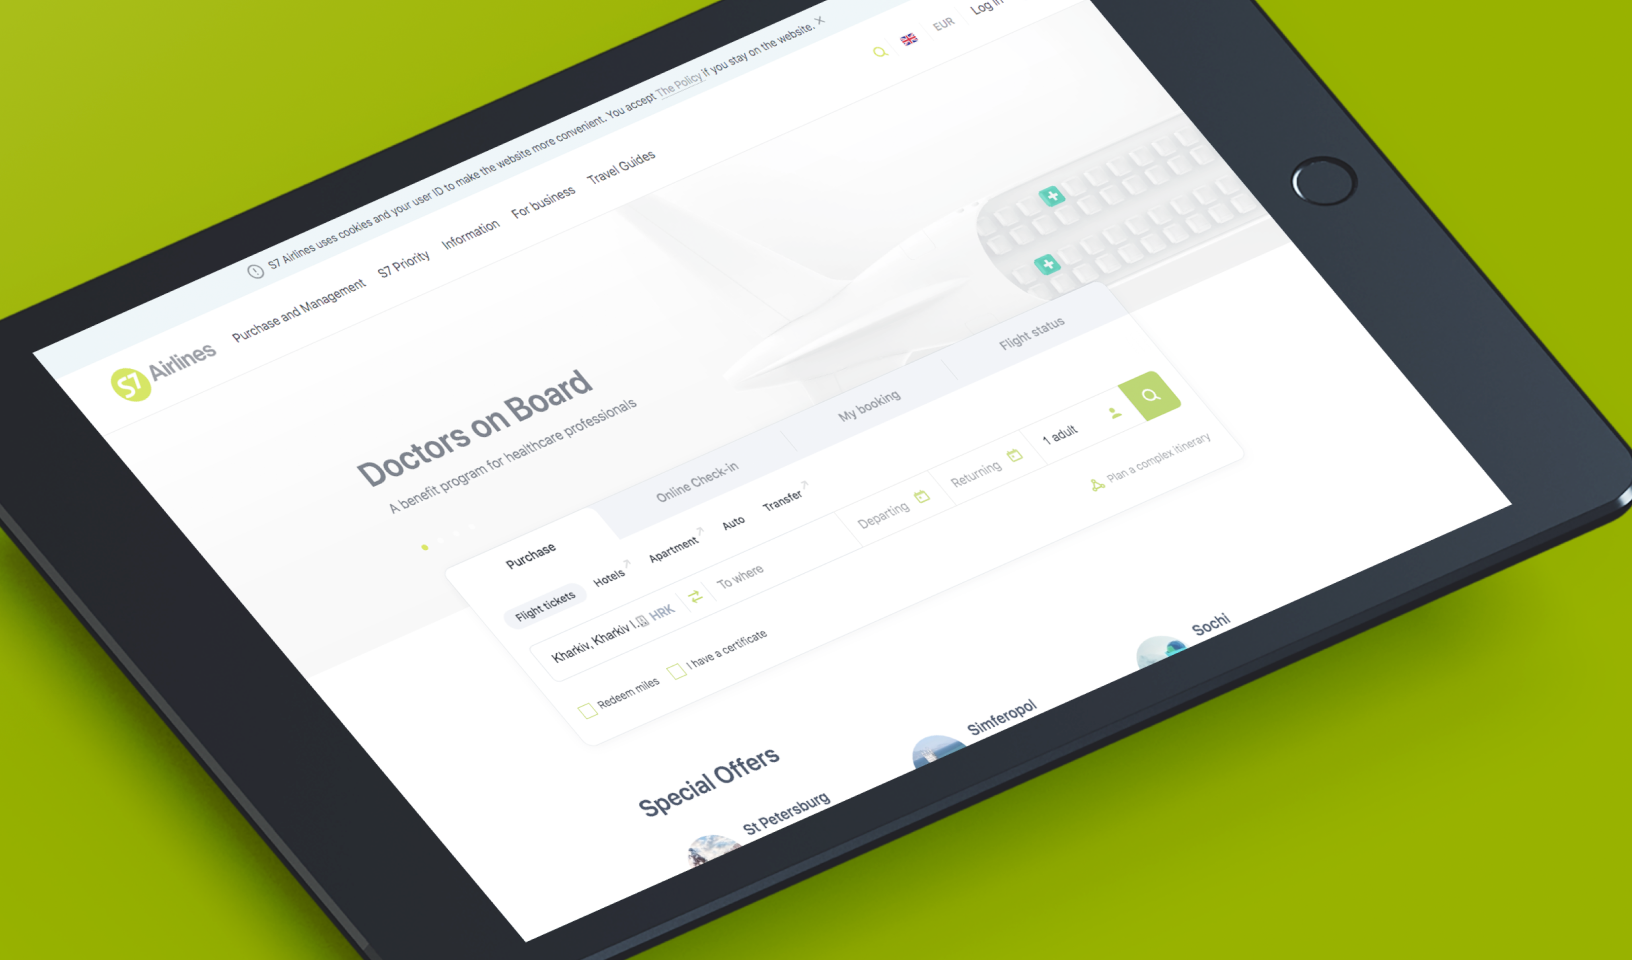 S7 Airlines uses cookies and your user ID to make the website more convenient. You accept The Policy if you stay on the website.
EUR
Log in
S7 Airlines
Purchase and Management
S7 Priority
Information
For business
Travel Guides
Doctors on Board
A benefit program for healthcare professionals
Purchase
Online Check-in
My booking
Flight status
Flight tickets
Hotels
Apartment
Auto
Transfer
Kharkiv, Kharkiv I...
HRK
To where
Departing
Returning
1 adult
Redeem miles
I have a certificate
Plan a complex itinerary
Special Offers
St Petersburg
Simferopol
Sochi